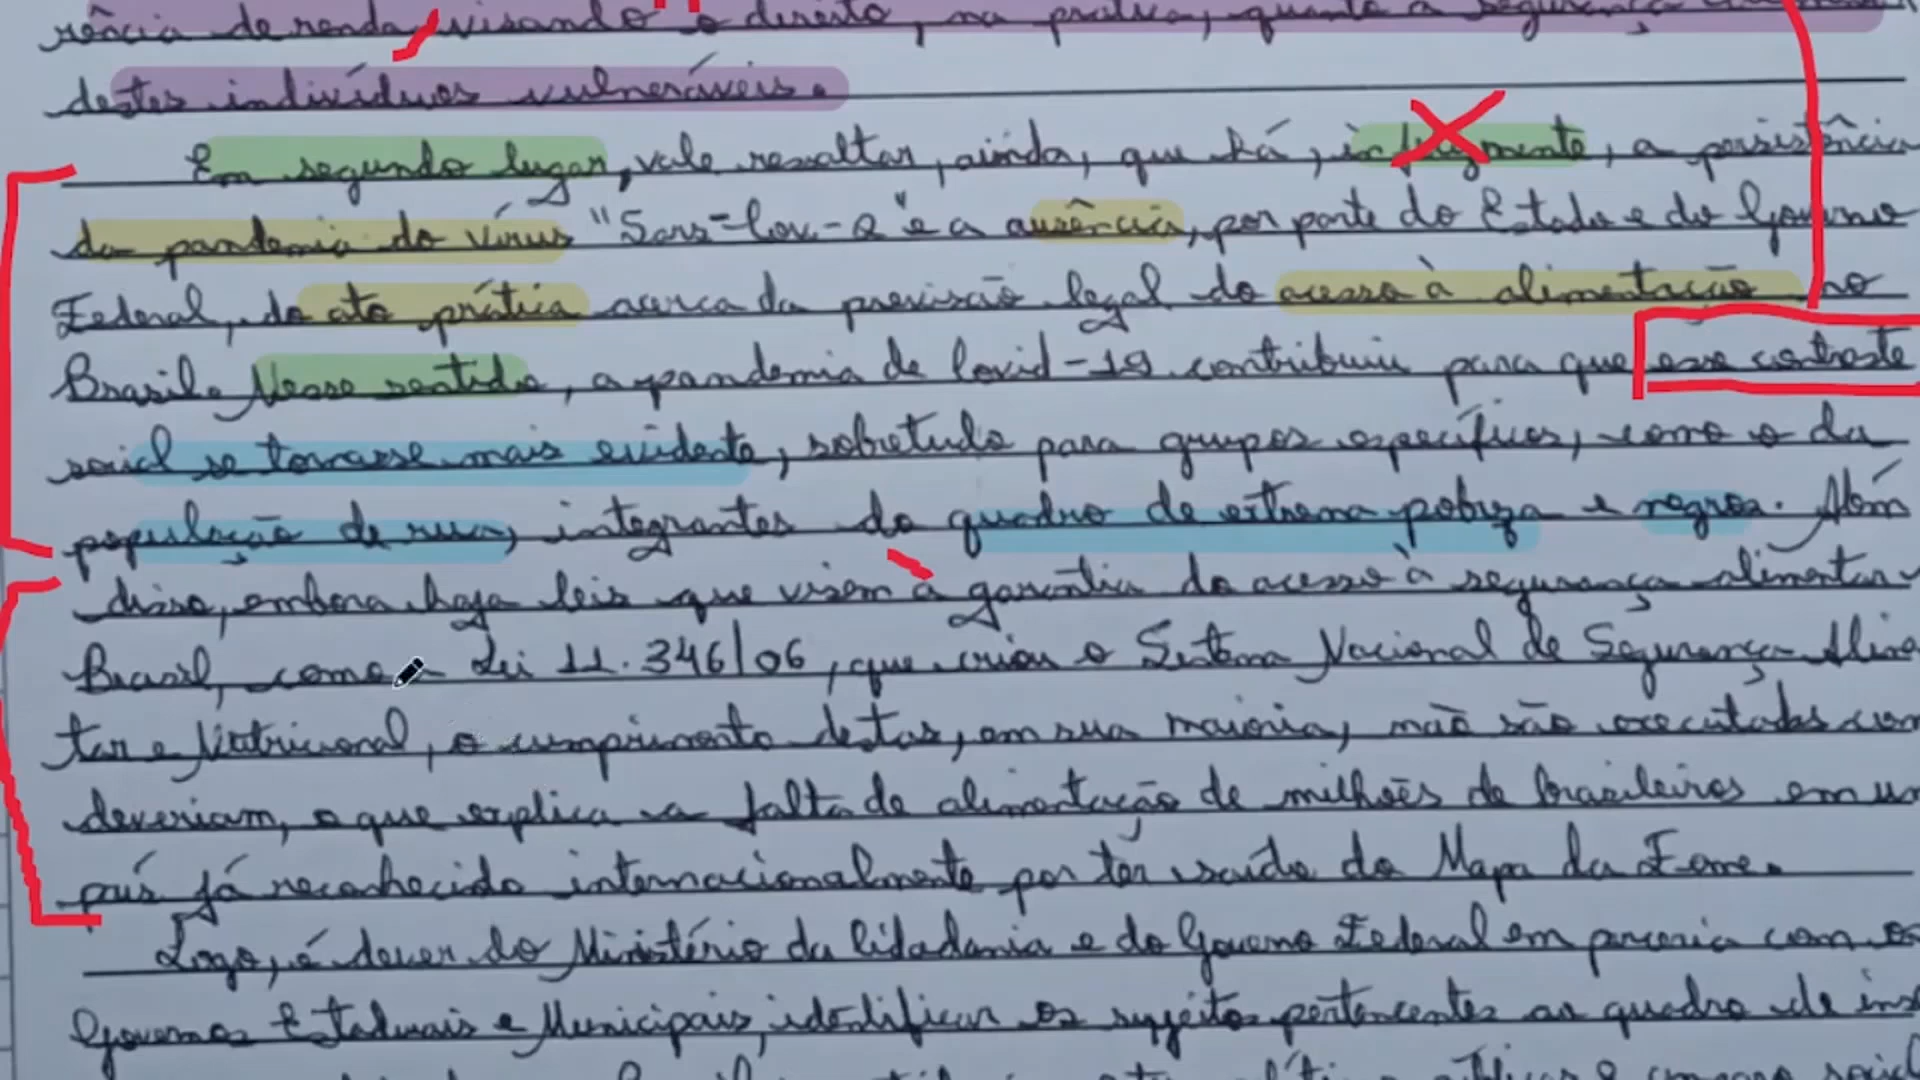 rência de renda, visando o direito, na prática, quanto à segurança
destes indivíduos vulneráveis.
Em segundo lugar, vale ressaltar, ainda, que há, a persistência
da pandemia do vírus "Sars-Cov-2" e a ausência, por parte do Estado e do Governo
Federal, do ato prático acerca da previsão legal do acesso à alimentação no
Brasil. Nesse sentido, a pandemia de Covid-19 contribuiu para que esse contraste
social se tornasse mais evidente, sobretudo para grupos específicos, como o da
população de rua, integrantes do quadro de extrema pobreza e negros. Além
disso, embora haja leis que visem a garantia do acesso à segurança alimentar
Brasil, como a Lei 11.346/06, que criou o Sistema Nacional de Segurança Alimen
tar e Nutricional, o cumprimento destas, em sua maioria, não são executadas com
deveriam, o que explica a falta de alimentação de milhões de brasileiros em um
país já reconhecido internacionalmente por ter saído do Mapa da Fome.
Logo, é dever do Ministério da Cidadania e do Governo Federal em parceria com os
Governos Estaduais e Municipais, identificar os sujeitos pertencentes ao quadro de ins